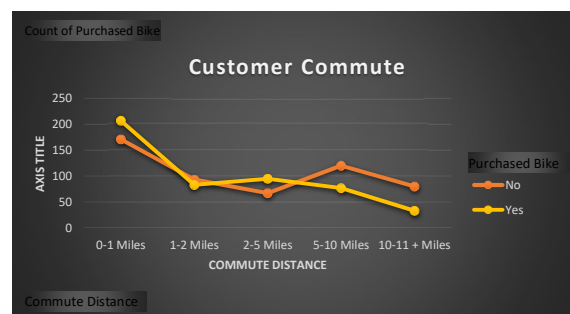 Count of Purchased Bike
Customer Commute
250
200
150
100
50
0
AXIS TITLE
0-1 Miles 1-2 Miles 2-5 Miles 5-10 Miles 10-11 + Miles
COMMUTE DISTANCE
Purchased Bike
No
Yes
Commute Distance